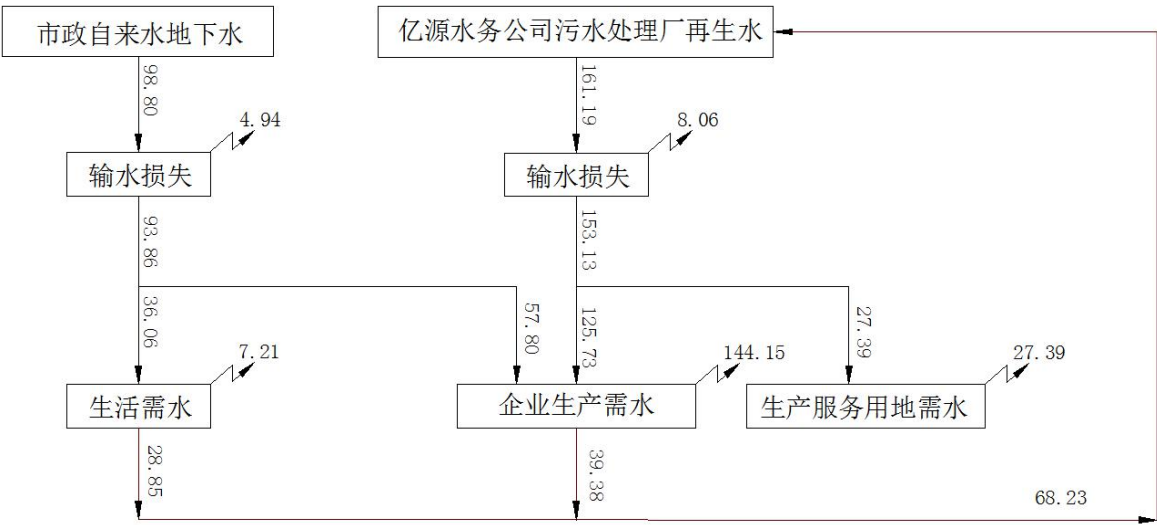 市政自来水地下水
亿源水务公司污水处理厂再生水
98.80
161.19
4.94
8.06
输水损失
输水损失
93.86
153.13
36.06
57.80
125.73
27.39
7.21
144.15
27.39
生活需水
企业生产需水
生产服务用地需水
28.85
39.38
68.23